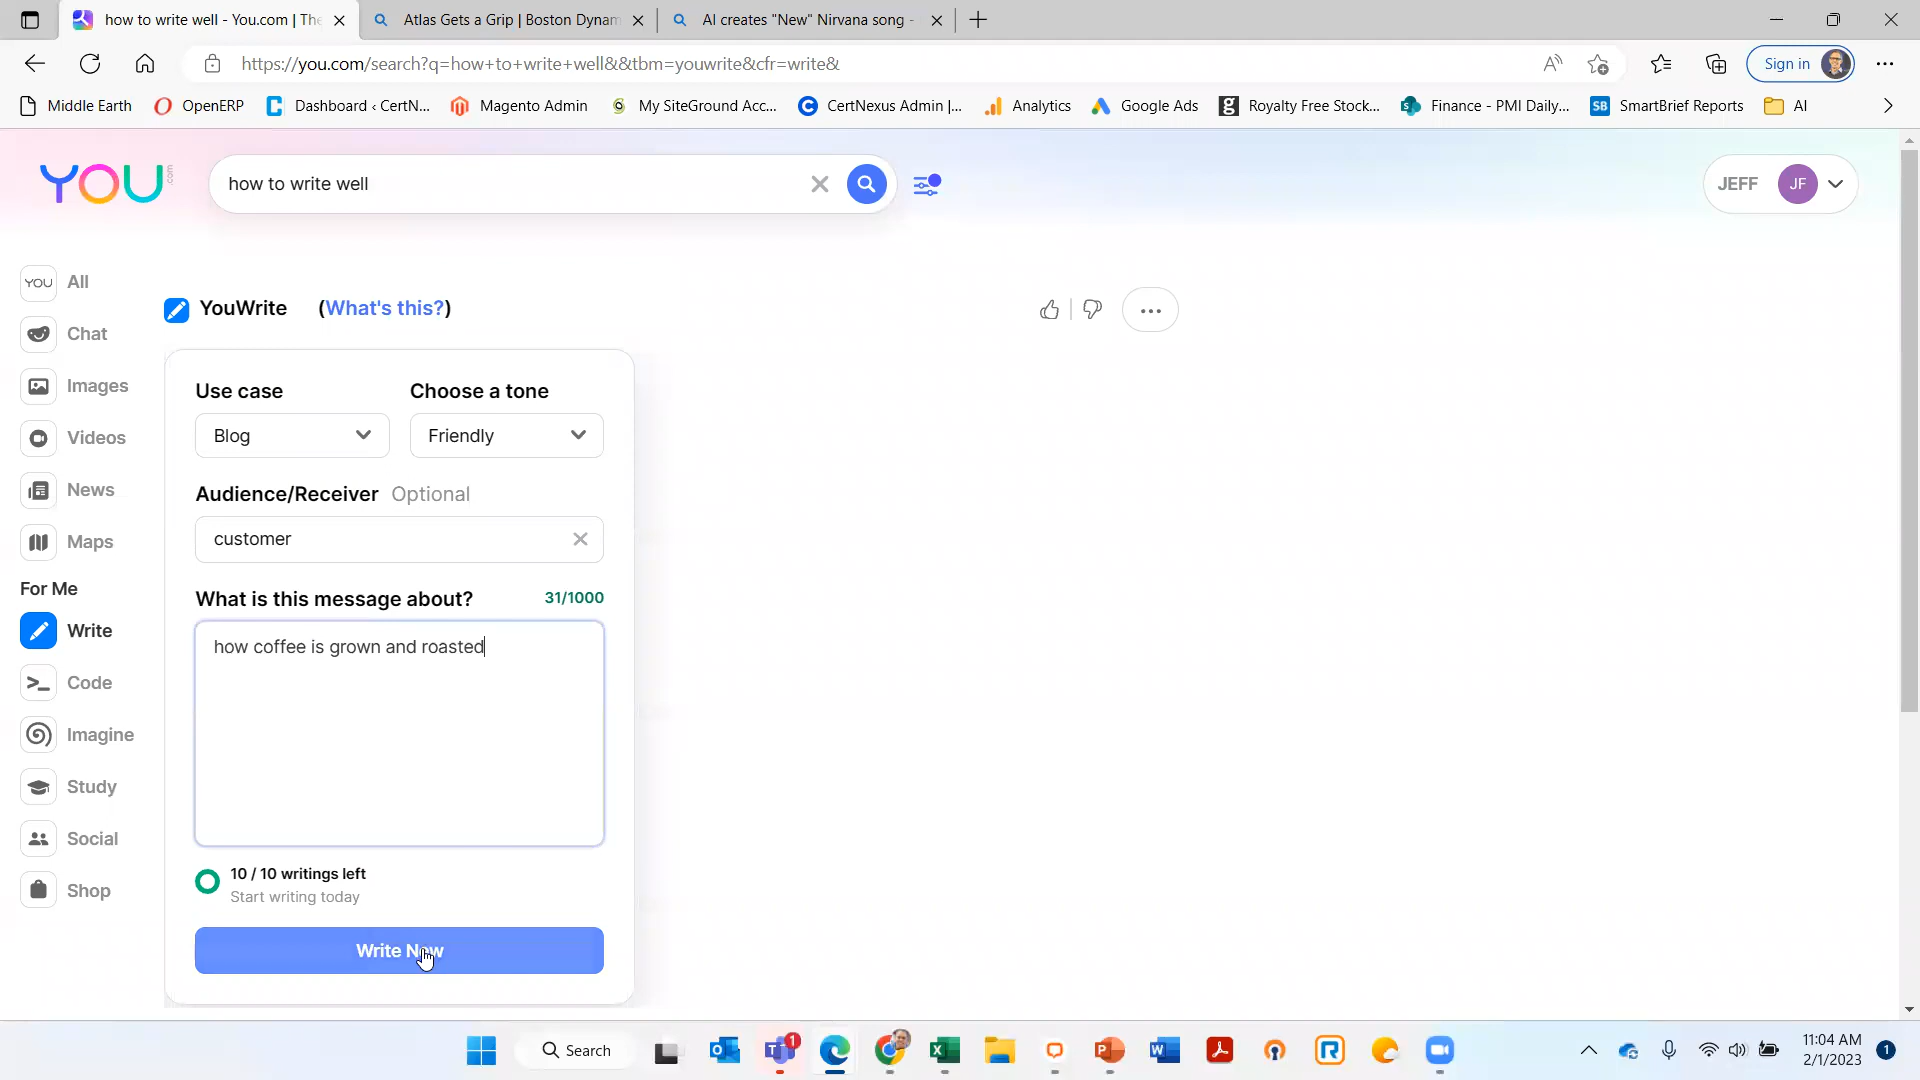 how to write well - You.com | The
Atlas Gets a Grip | Boston Dynam
AI creates "New" Nirvana song -
https://you.com/search?q=how+to+write+well&&tbm=youwrite&cfr=write&
Sign in
Middle Earth
OpenERP
Dashboard ‹ CertN...
Magento Admin
My SiteGround Acc...
CertNexus Admin |...
Analytics
Google Ads
Royalty Free Stock...
Finance - PMI Daily...
SB SmartBrief Reports
AI
YOU.com
how to write well
JEFF JF
YOU All
Chat
Images
Videos
News
Maps
For Me
Write
Code
Imagine
Study
Social
Shop
YouWrite (What's this?)
Use case Choose a tone
Blog Friendly
Audience/Receiver Optional
customer
What is this message about? 31/1000
how coffee is grown and roasted
10 / 10 writings left
Start writing today
Write Now
Search
1
11:04 AM
2/1/2023
1